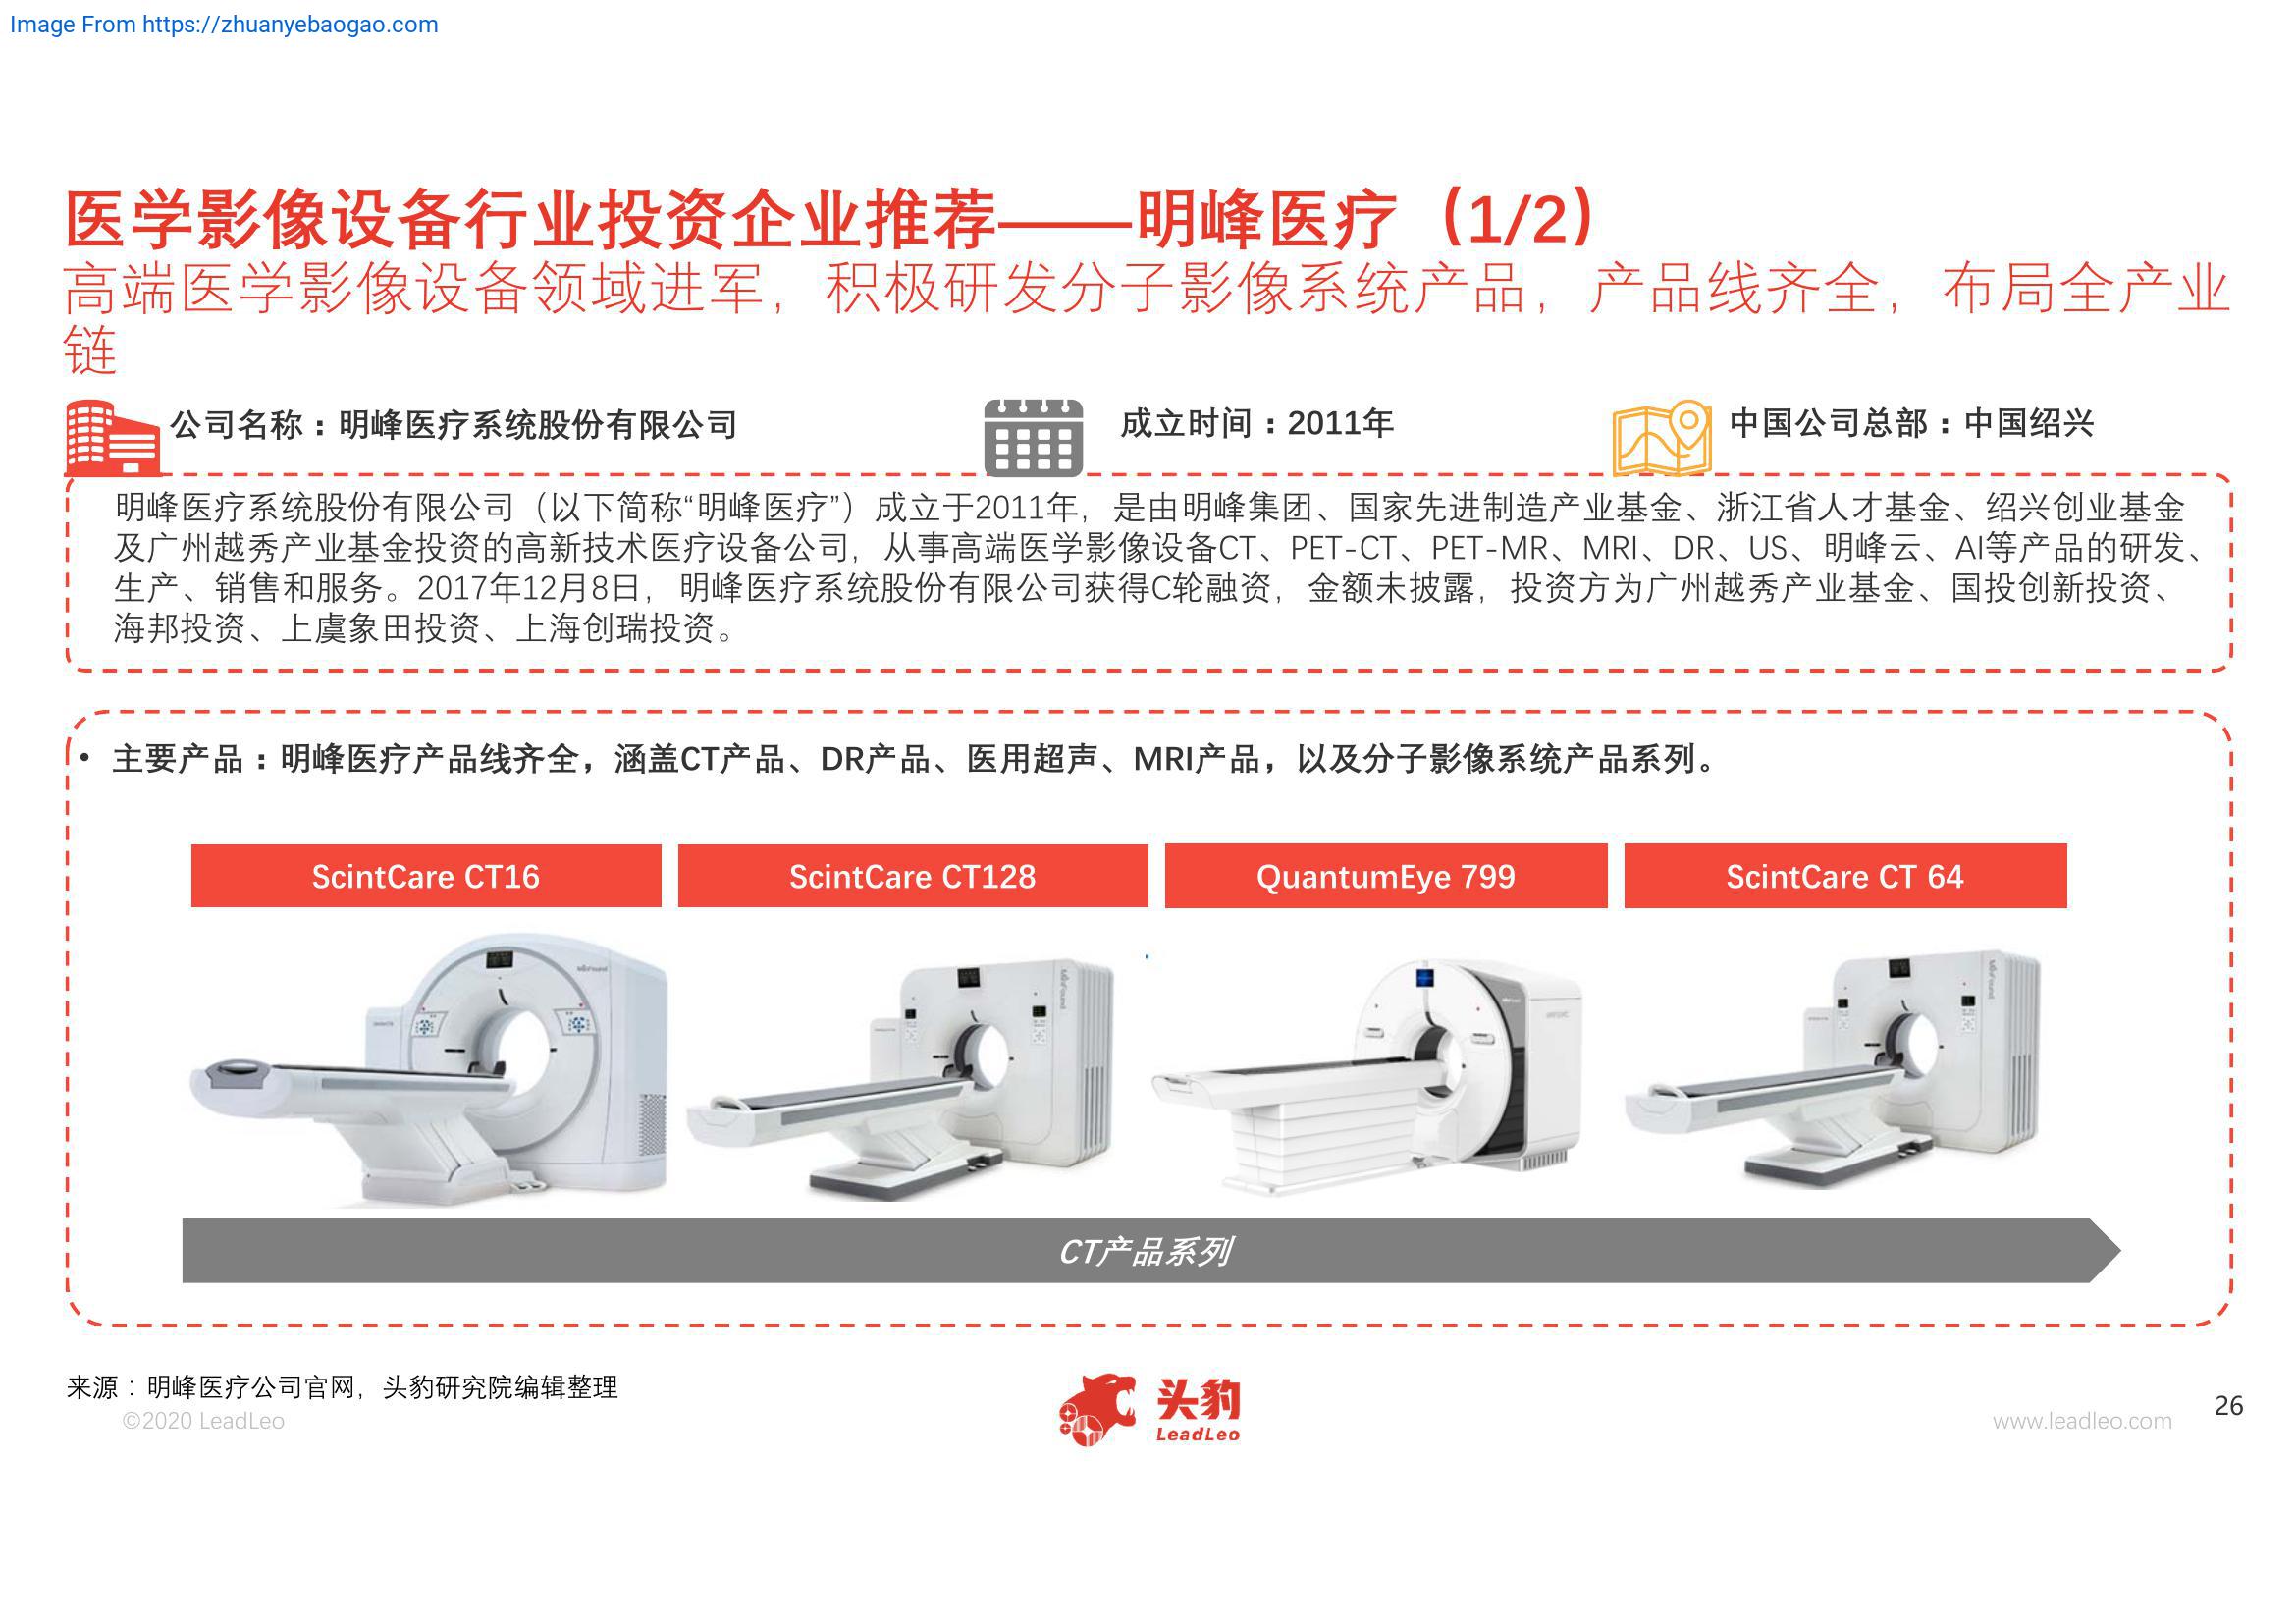 Image From https://zhuanyebaogao.com
医学影像设备行业投资企业推荐——明峰医疗（1/2）
高端医学影像设备领域进军，积极研发分子影像系统产品，产品线齐全，布局全产业
链
公司名称：明峰医疗系统股份有限公司
成立时间：2011年
中国公司总部：中国绍兴
明峰医疗系统股份有限公司（以下简称“明峰医疗”）成立于2011年，是由明峰集团、国家先进制造产业基金、浙江省人才基金、绍兴创业基金
及广州越秀产业基金投资的高新技术医疗设备公司，从事高端医学影像设备CT、PET-CT、PET-MR、MRI、DR、US、明峰云、AI等产品的研发、
生产、销售和服务。2017年12月8日，明峰医疗系统股份有限公司获得C轮融资，金额未披露，投资方为广州越秀产业基金、国投创新投资、
海邦投资、上虞象田投资、上海创瑞投资。
• 主要产品：明峰医疗产品线齐全，涵盖CT产品、DR产品、医用超声、MRI产品，以及分子影像系统产品系列。
ScintCare CT16
ScintCare CT128
QuantumEye 799
ScintCare CT 64
CT产品系列
来源：明峰医疗公司官网，头豹研究院编辑整理
©2020 LeadLeo
头豹
LeadLeo
www.leadleo.com
26